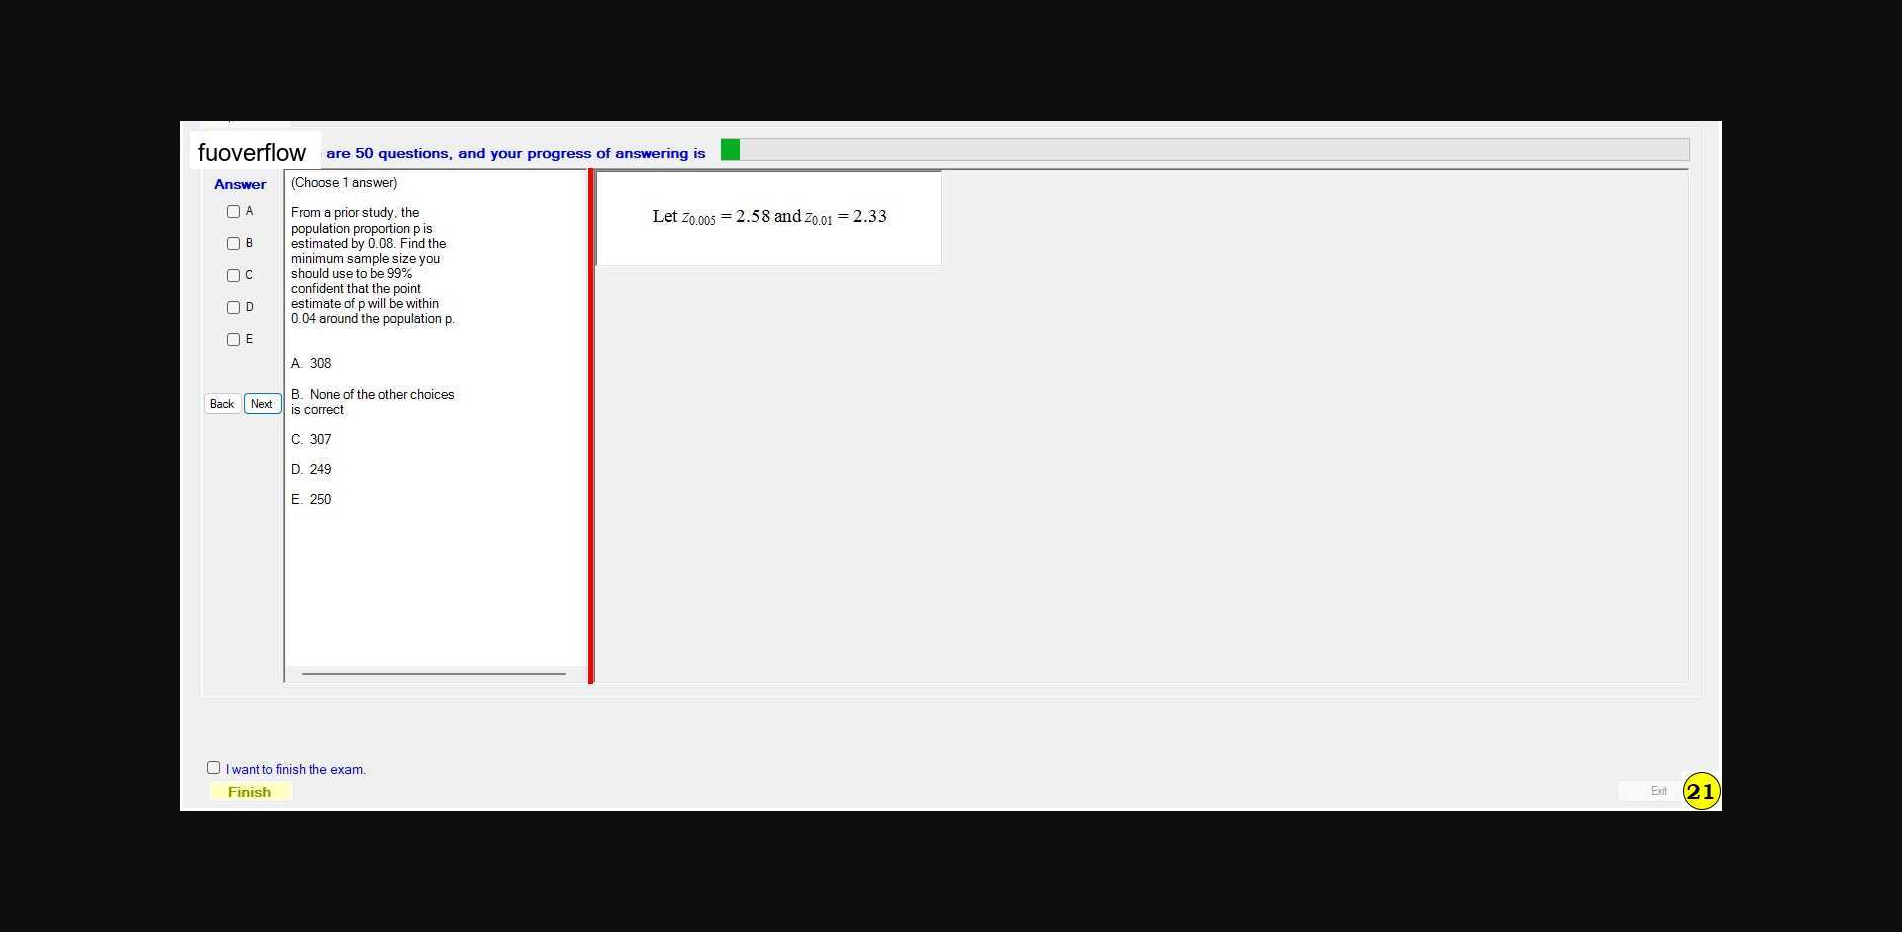 fuoverflow are 50 questions, and your progress of answering is
Answer
A
B
C
D
E
Back Next
(Choose 1 answer)
From a prior study, the
population proportion p is
estimated by 0.08. Find the
minimum sample size you
should use to be 99%
confident that the point
estimate of p will be within
0.04 around the population p.
A. 308
B. None of the other choices
is correct
C. 307
D. 249
E. 250
Let z0.005 = 2.58 and z0.01 = 2.33
I want to finish the exam.
Finish
Exit
21